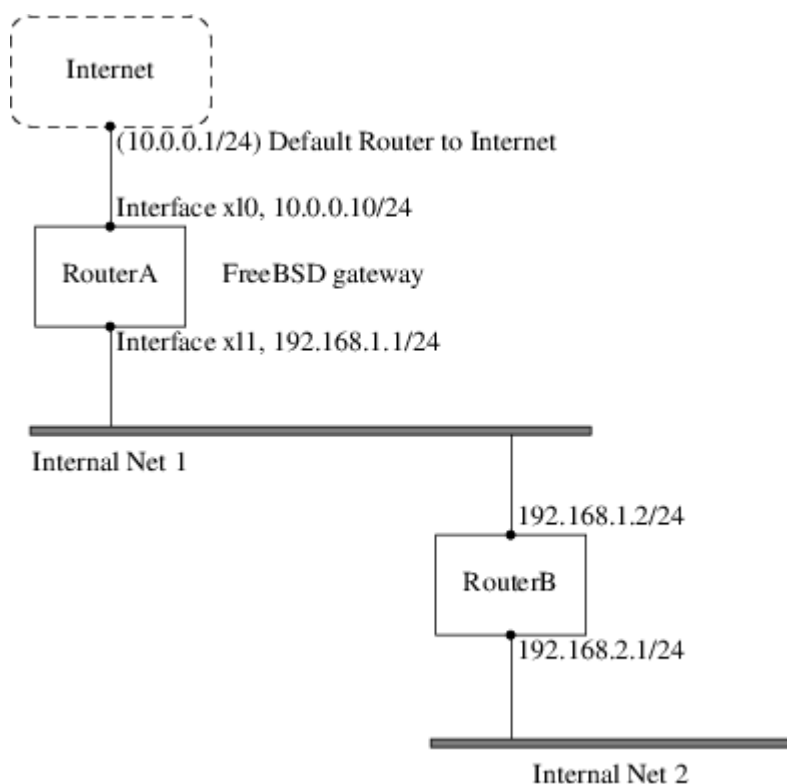 Internet
(10.0.0.1/24) Default Router to Internet
Interface xl0, 10.0.0.10/24
RouterA
FreeBSD gateway
Interface xl1, 192.168.1.1/24
Internal Net 1
192.168.1.2/24
RouterB
192.168.2.1/24
Internal Net 2